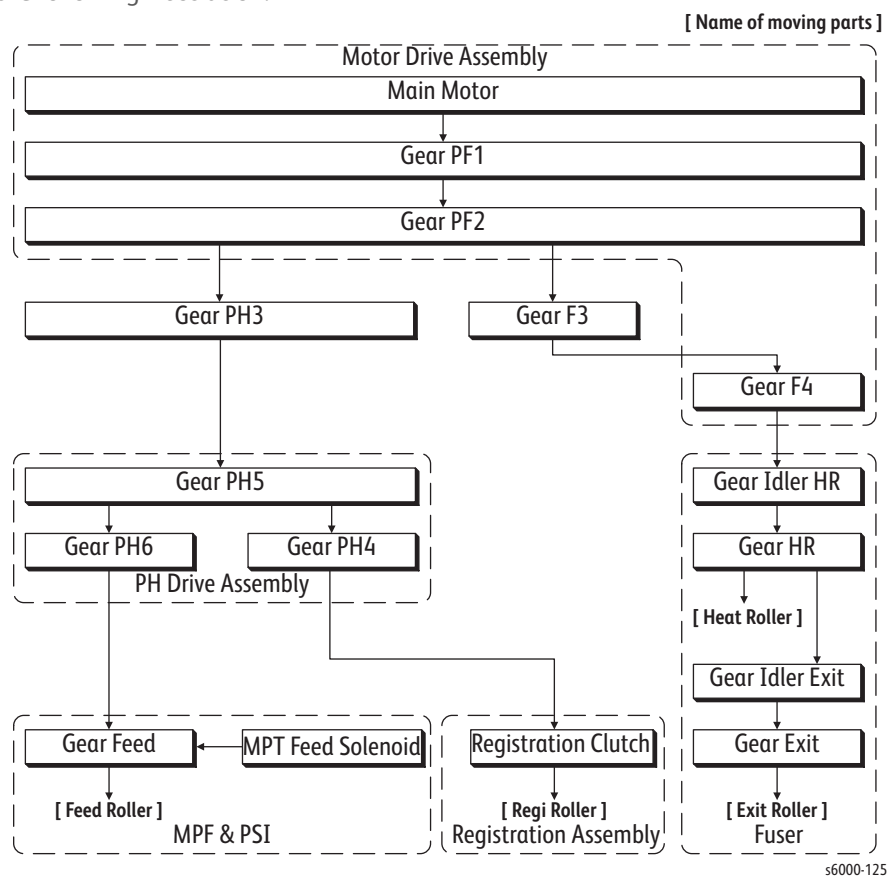 [ Name of moving parts ]
Motor Drive Assembly
Main Motor
Gear PF1
Gear PF2
Gear PH3
Gear F3
Gear F4
Gear PH5
Gear Idler HR
Gear PH6
Gear PH4
Gear HR
PH Drive Assembly
[ Heat Roller ]
Gear Idler Exit
Gear Feed
MPT Feed Solenoid
Registration Clutch
Gear Exit
[ Feed Roller ]
[ Regi Roller ]
[ Exit Roller ]
MPF & PSI
Registration Assembly
Fuser
s6000-125